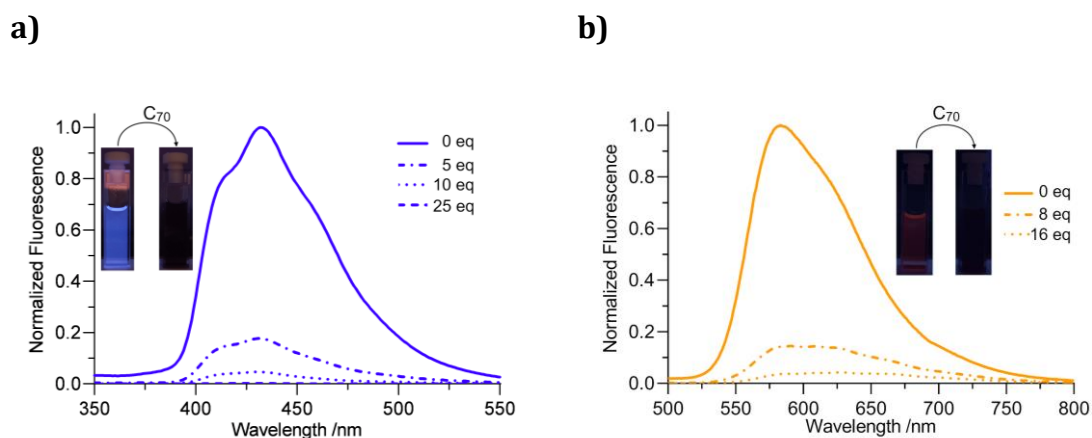 a)
C70
Normalized Fluorescence
1.0
0.8
0.6
0.4
0.2
0.0
350
400
450
500
550
Wavelength /nm
0 eq
5 eq
10 eq
25 eq
b)
C70
Normalized Fluorescence
1.0
0.8
0.6
0.4
0.2
0.0
500
550
600
650
700
750
800
Wavelength /nm
0 eq
8 eq
16 eq